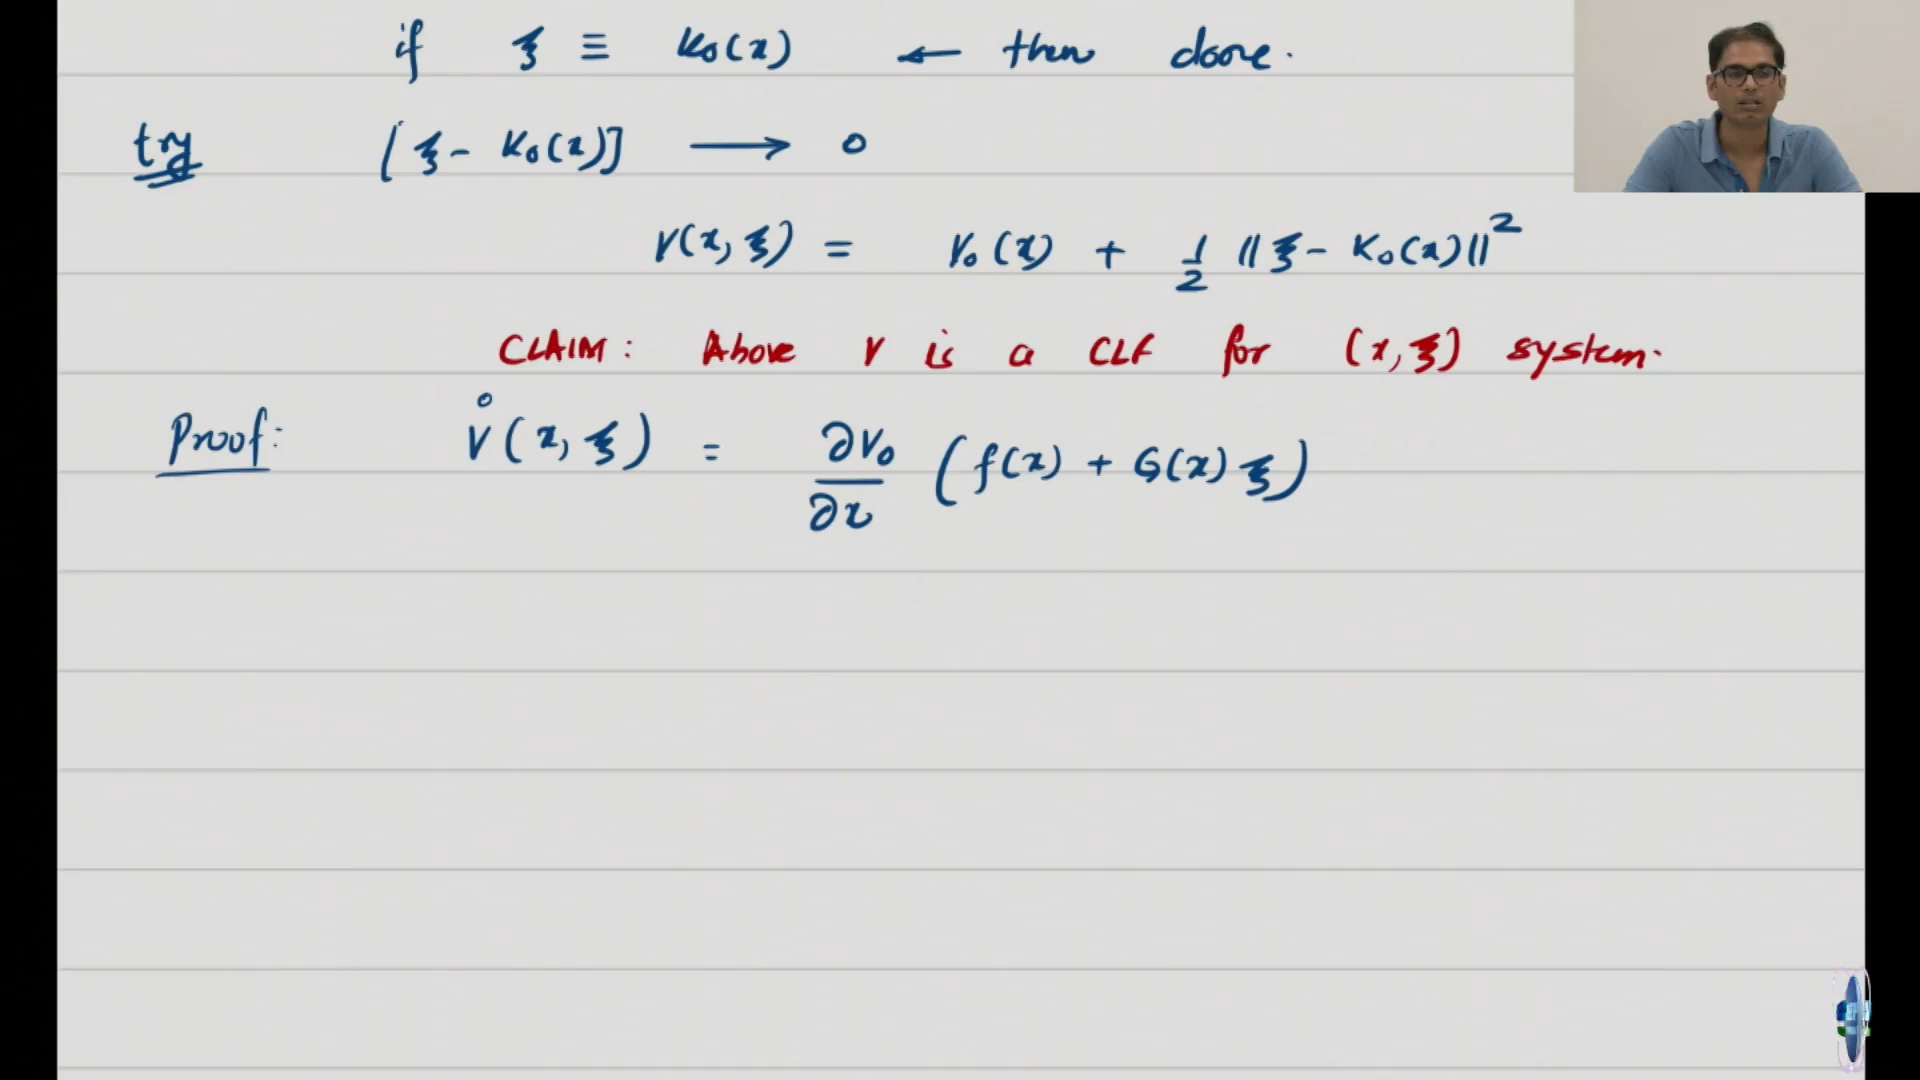 if ξ ≡ K₀(x) ← then done.
try [ξ - K₀(x)] → 0
V(x, ξ) = V₀(x) + 1/2 ||ξ - K₀(x)||²
CLAIM: Above V is a CLF for (x, ξ) system.
Proof: V̊(x, ξ) = ∂V₀/∂x (f(x) + G(x) ξ)